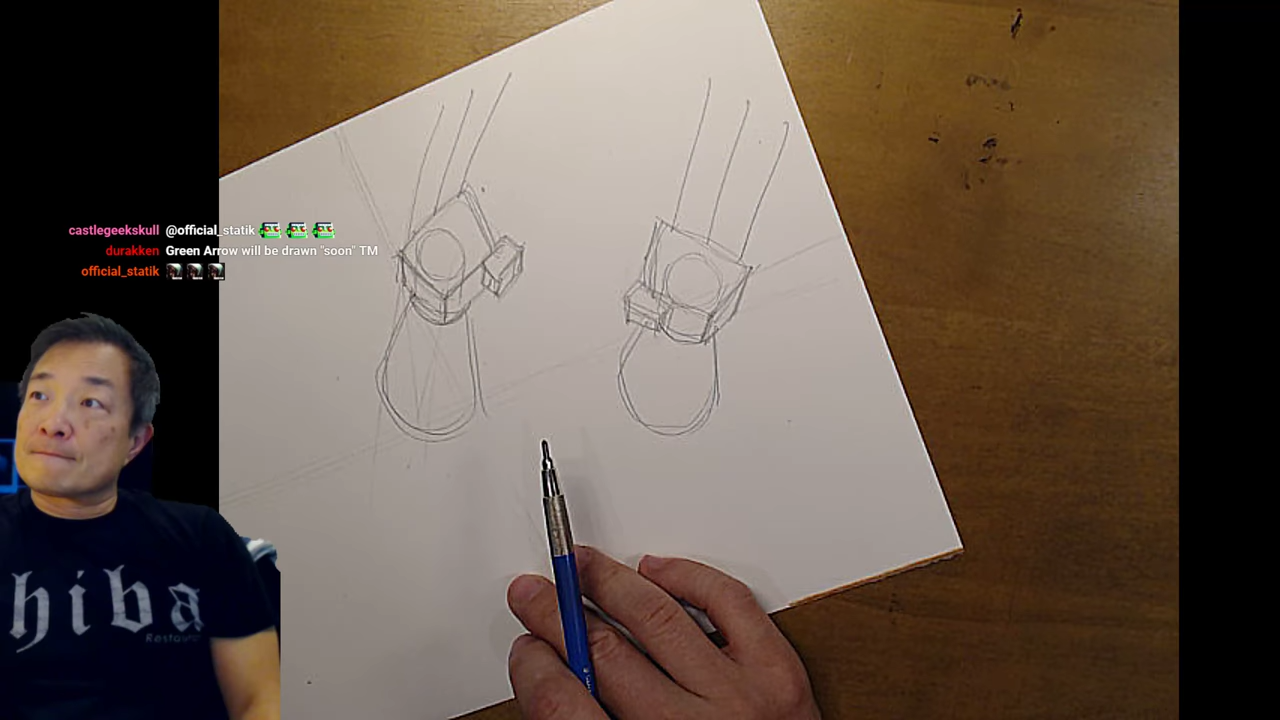 castlegeekskull @official_statik
durakken Green Arrow will be drawn "soon" TM
official_statik
hiba